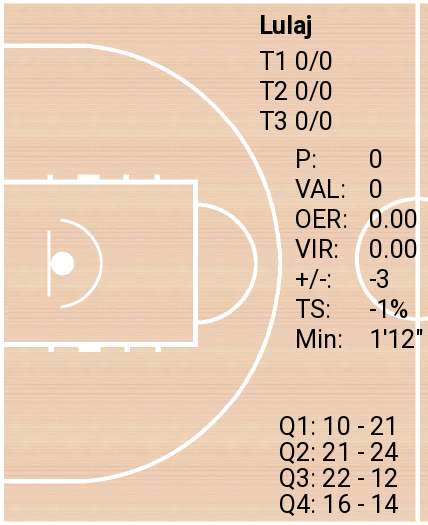 Lulaj
T1 0/0
T2 0/0
T3 0/0
P: 0
VAL: 0
OER: 0.00
VIR: 0.00
+/-: -3
TS: -1%
Min: 1'12"
Q1: 10 - 21
Q2: 21 - 24
Q3: 22 - 12
Q4: 16 - 14